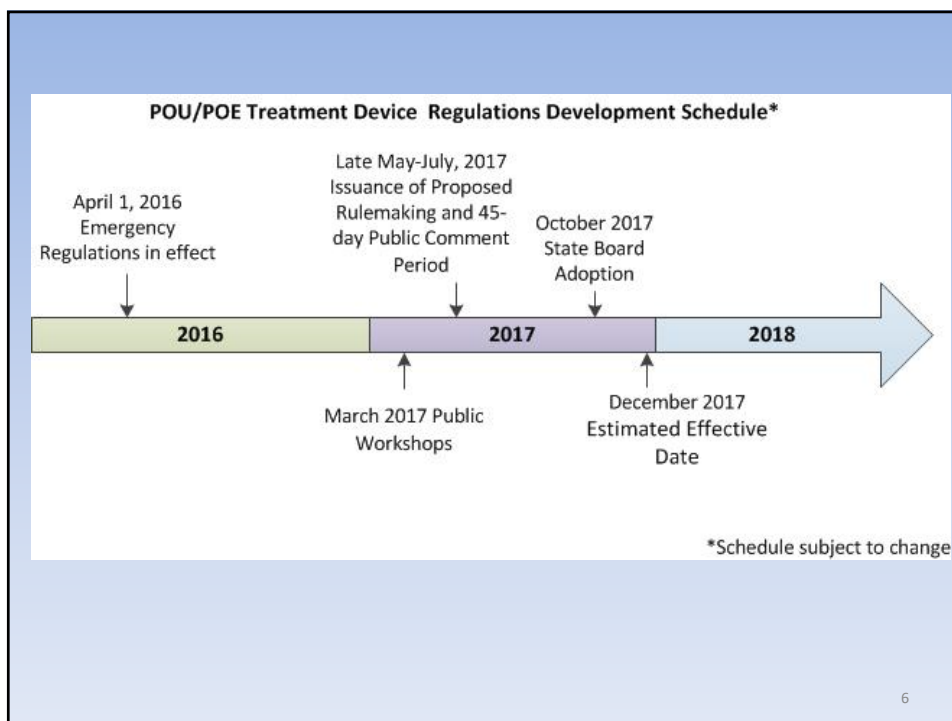 POU/POE Treatment Device Regulations Development Schedule*
April 1, 2016
Emergency
Regulations in effect
Late May-July, 2017
Issuance of Proposed
Rulemaking and 45-
day Public Comment
Period
October 2017
State Board
Adoption
2016
2017
2018
March 2017 Public
Workshops
December 2017
Estimated Effective
Date
*Schedule subject to change
6